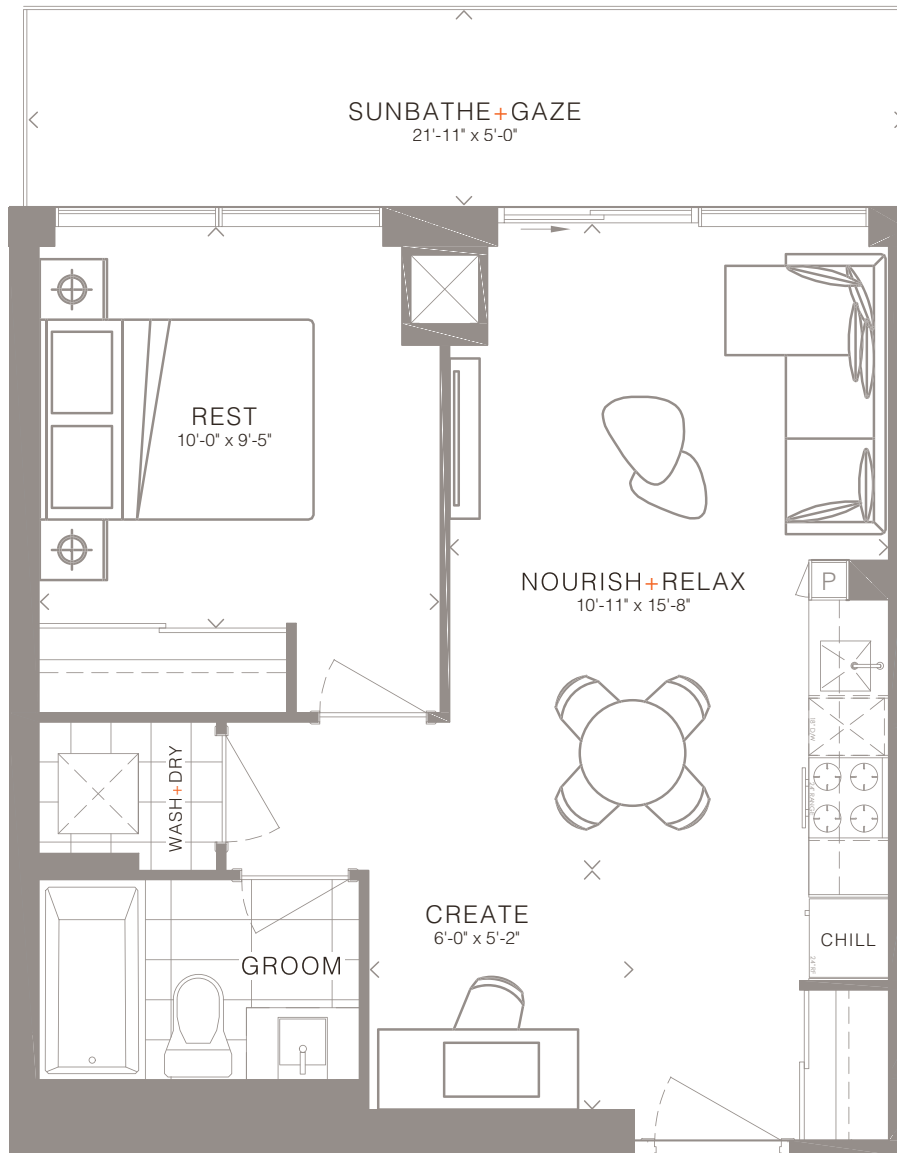 SUNBATHE+GAZE
21'-11" x 5'-0"
REST
10'-0" x 9'-5"
NOURISH+RELAX
10'-11" x 15'-8"
P
18" D/W
WASH+DRY
CREATE
6'-0" x 5'-2"
GROOM
CHILL